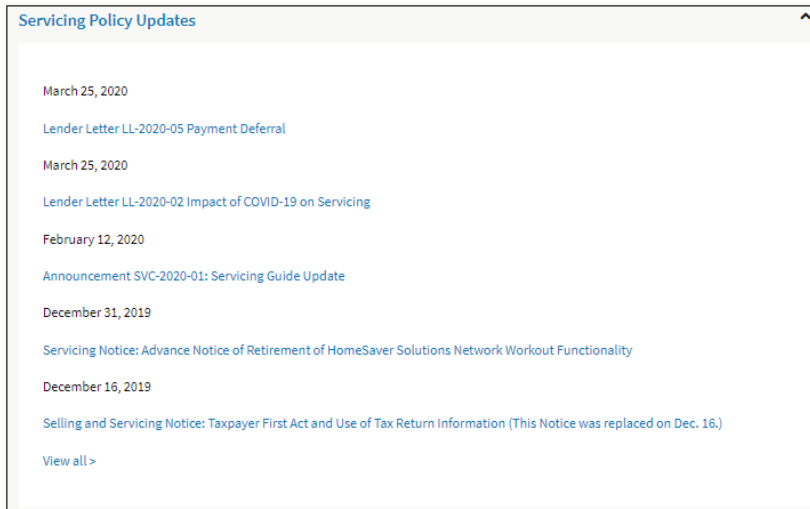 Servicing Policy Updates
March 25, 2020
Lender Letter LL-2020-05 Payment Deferral
March 25, 2020
Lender Letter LL-2020-02 Impact of COVID-19 on Servicing
February 12, 2020
Announcement SVC-2020-01: Servicing Guide Update
December 31, 2019
Servicing Notice: Advance Notice of Retirement of HomeSaver Solutions Network Workout Functionality
December 16, 2019
Selling and Servicing Notice: Taxpayer First Act and Use of Tax Return Information (This Notice was replaced on Dec. 16.)
View all >